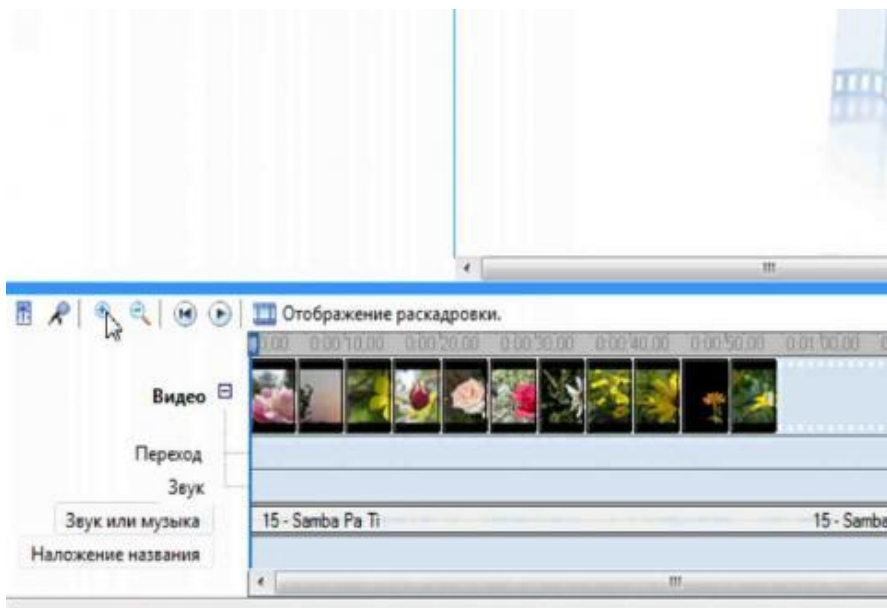 Отображение раскадровки.
0,00 0:00:10,00 0:00:20,00 0:00:30,00 0:00:40,00 0:00:50,00 0:01:00,00
Видео
Переход
Звук
Звук или музыка 15 - Samba Pa Ti 15 - Samba
Наложение названия